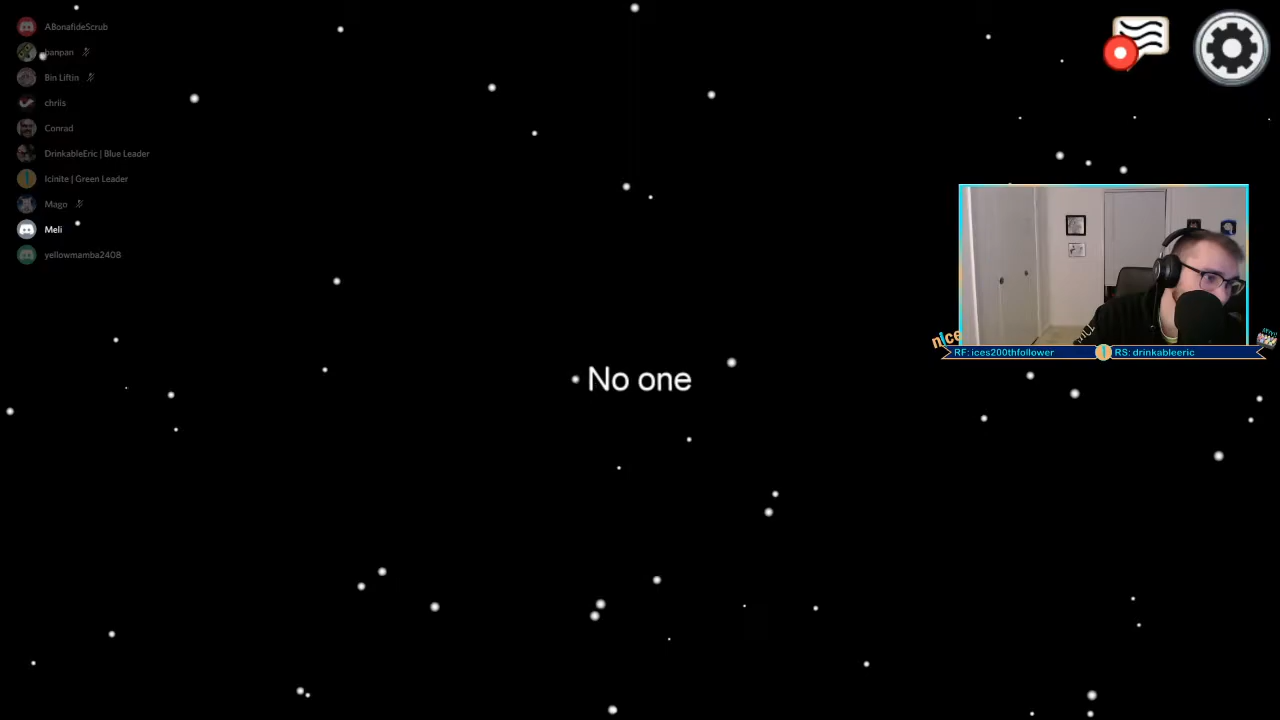 ABonafideScrub
banpan
Bin Liftin
chriis
Conrad
DrinkableEric | Blue Leader
Icinite | Green Leader
Mago
Meli
yellowmamba2408
No one
nice
RF: ices200thfollower
RS: drinkableeric